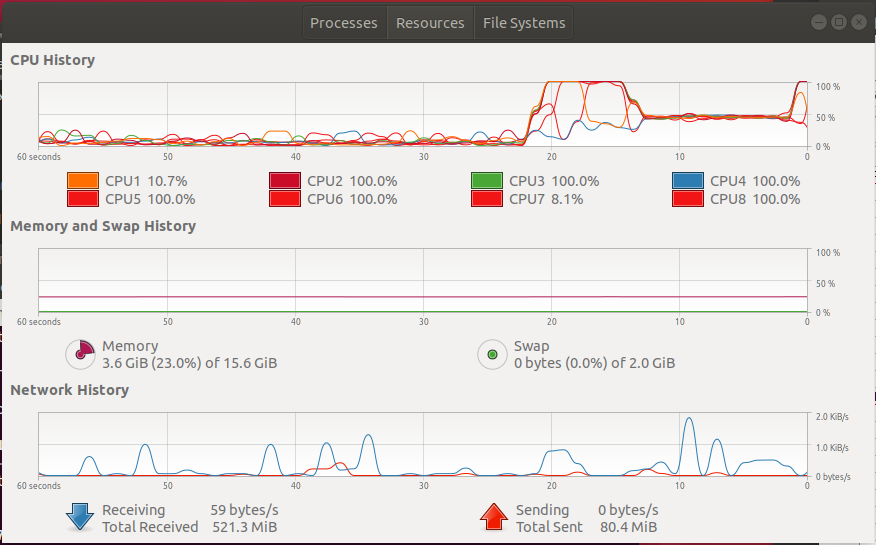 Processes Resources File Systems
CPU History
100 %
50 %
0 %
60 seconds 50 40 30 20 10 0
CPU1 10.7% CPU2 100.0% CPU3 100.0% CPU4 100.0%
CPU5 100.0% CPU6 100.0% CPU7 8.1% CPU8 100.0%
Memory and Swap History
100 %
50 %
0 %
60 seconds 50 40 30 20 10 0
Memory Swap
3.6 GiB (23.0%) of 15.6 GiB 0 bytes (0.0%) of 2.0 GiB
Network History
2.0 KiB/s
1.0 KiB/s
0 bytes/s
60 seconds 50 40 30 20 10 0
Receiving 59 bytes/s Sending 0 bytes/s
Total Received 521.3 MiB Total Sent 80.4 MiB